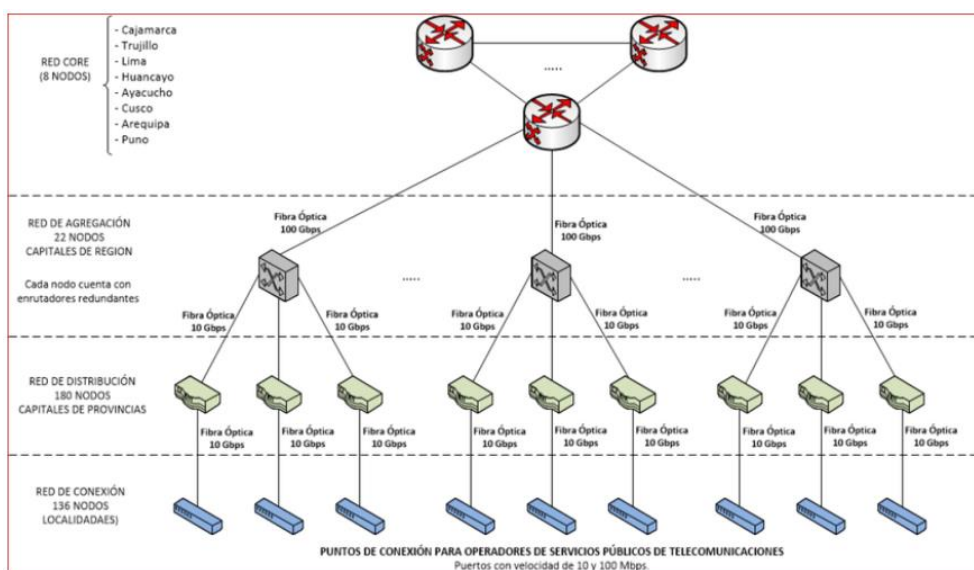 RED CORE
(8 NODOS)
- Cajamarca
- Trujillo
- Lima
- Huancayo
- Ayacucho
- Cusco
- Arequipa
- Puno
.....
RED DE AGREGACIÓN
22 NODOS
CAPITALES DE REGION
Cada nodo cuenta con
enrutadores redundantes
Fibra Óptica
100 Gbps
Fibra Óptica
100 Gbps
Fibra Óptica
100 Gbps
.....
.....
Fibra Óptica
10 Gbps
Fibra Óptica
10 Gbps
Fibra Óptica
10 Gbps
Fibra Óptica
10 Gbps
Fibra Óptica
10 Gbps
Fibra Óptica
10 Gbps
RED DE DISTRIBUCIÓN
180 NODOS
CAPITALES DE PROVINCIAS
Fibra Óptica
10 Gbps
Fibra Óptica
10 Gbps
Fibra Óptica
10 Gbps
Fibra Óptica
10 Gbps
Fibra Óptica
10 Gbps
Fibra Óptica
10 Gbps
Fibra Óptica
10 Gbps
Fibra Óptica
10 Gbps
Fibra Óptica
10 Gbps
RED DE CONEXIÓN
136 NODOS
LOCALIDADAES)
PUNTOS DE CONEXIÓN PARA OPERADORES DE SERVICIOS PÚBLICOS DE TELECOMUNICACIONES
Puertos con velocidad de 10 y 100 Mbps.